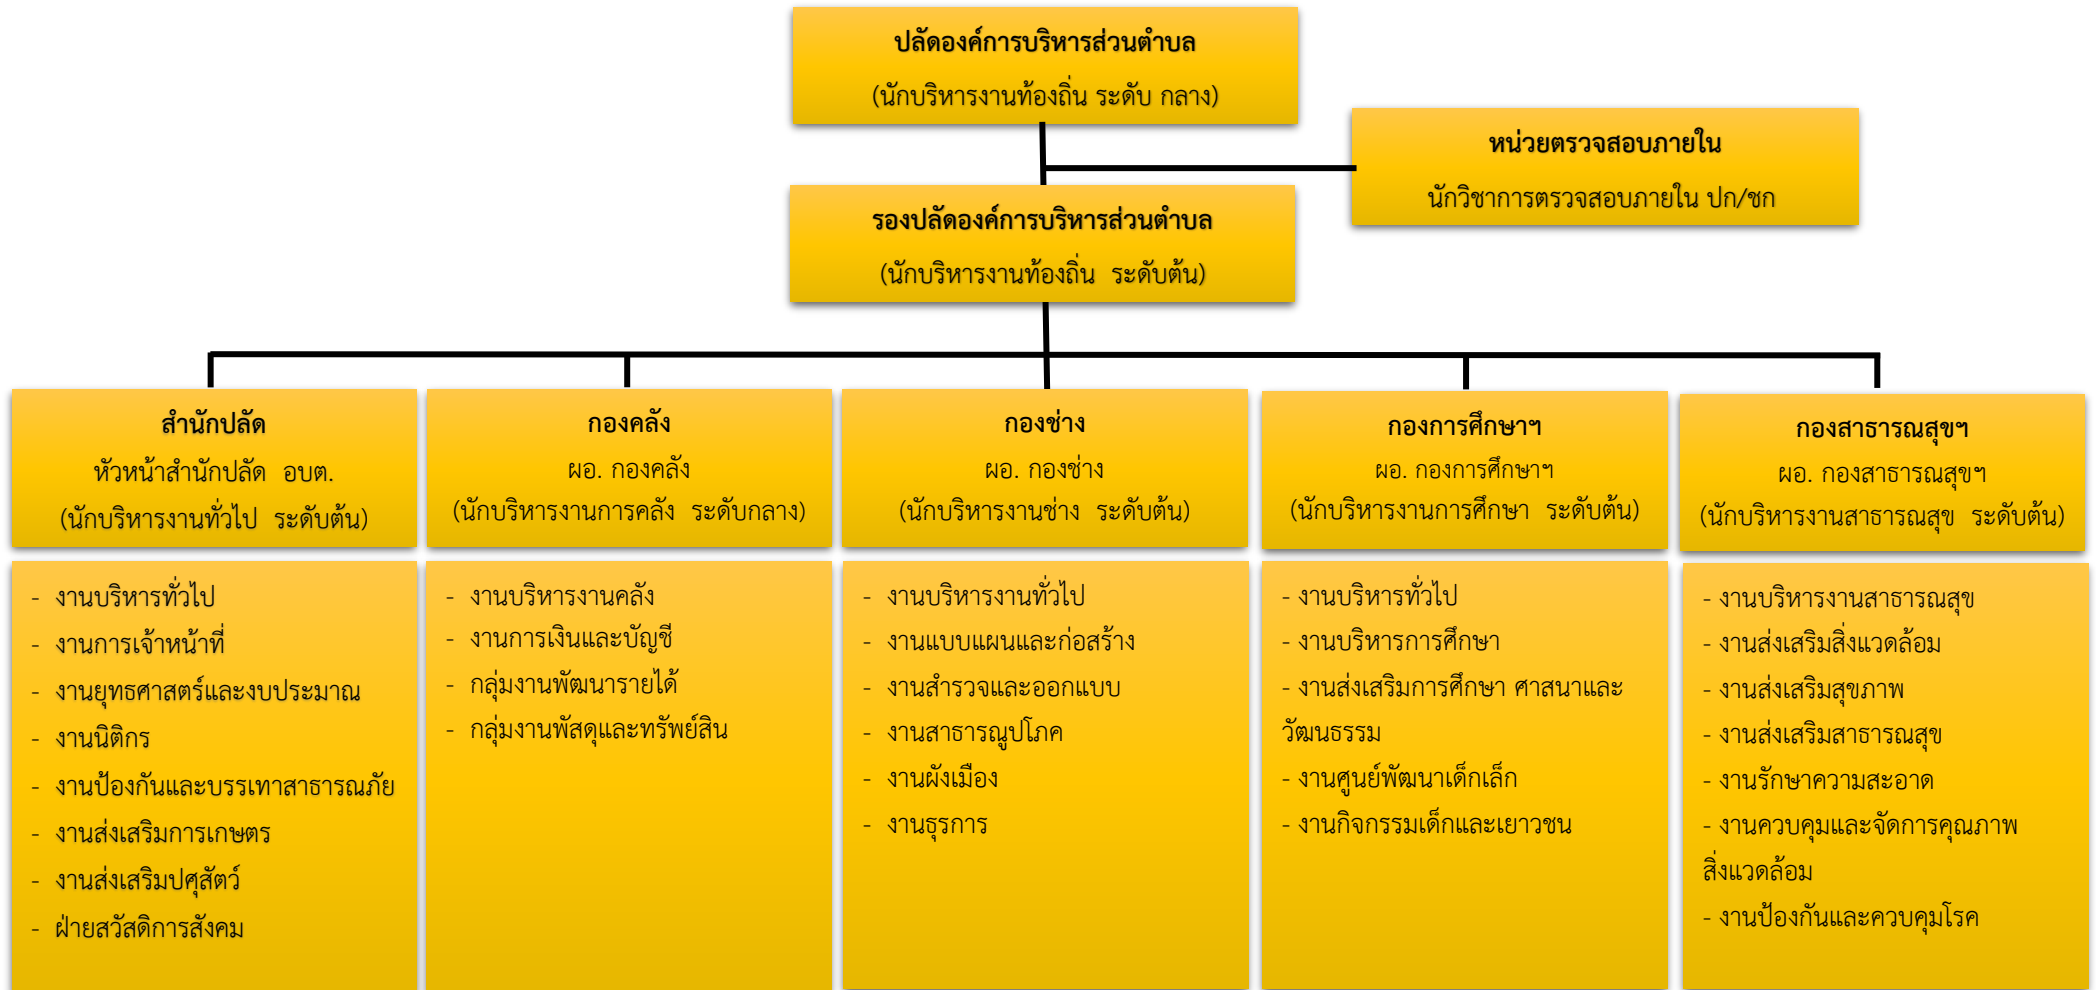 ปลัดองค์การบริหารส่วนตำบล
(นักบริหารงานท้องถิ่น ระดับ กลาง)
หน่วยตรวจสอบภายใน
นักวิชาการตรวจสอบภายใน ปก/ชก
รองปลัดองค์การบริหารส่วนตำบล
(นักบริหารงานท้องถิ่น ระดับต้น)
สำนักปลัด
หัวหน้าสำนักปลัด อบต.
(นักบริหารงานทั่วไป ระดับต้น)
- งานบริหารทั่วไป
- งานการเจ้าหน้าที่
- งานยุทธศาสตร์และงบประมาณ
- งานนิติกร
- งานป้องกันและบรรเทาสาธารณภัย
- งานส่งเสริมการเกษตร
- งานส่งเสริมปศุสัตว์
- ฝ่ายสวัสดิการสังคม
กองคลัง
ผอ. กองคลัง
(นักบริหารงานการคลัง ระดับกลาง)
- งานบริหารงานคลัง
- งานการเงินและบัญชี
- กลุ่มงานพัฒนารายได้
- กลุ่มงานพัสดุและทรัพย์สิน
กองช่าง
ผอ. กองช่าง
(นักบริหารงานช่าง ระดับต้น)
- งานบริหารงานทั่วไป
- งานแบบแผนและก่อสร้าง
- งานสำรวจและออกแบบ
- งานสาธารณูปโภค
- งานผังเมือง
- งานธุรการ
กองการศึกษาฯ
ผอ. กองการศึกษาฯ
(นักบริหารงานการศึกษา ระดับต้น)
- งานบริหารทั่วไป
- งานบริหารการศึกษา
- งานส่งเสริมการศึกษา ศาสนาและ
วัฒนธรรม
- งานศูนย์พัฒนาเด็กเล็ก
- งานกิจกรรมเด็กและเยาวชน
กองสาธารณสุขฯ
ผอ. กองสาธารณสุขฯ
(นักบริหารงานสาธารณสุข ระดับต้น)
- งานบริหารงานสาธารณสุข
- งานส่งเสริมสิ่งแวดล้อม
- งานส่งเสริมสุขภาพ
- งานส่งเสริมสาธารณสุข
- งานรักษาความสะอาด
- งานควบคุมและจัดการคุณภาพ
สิ่งแวดล้อม
- งานป้องกันและควบคุมโรค